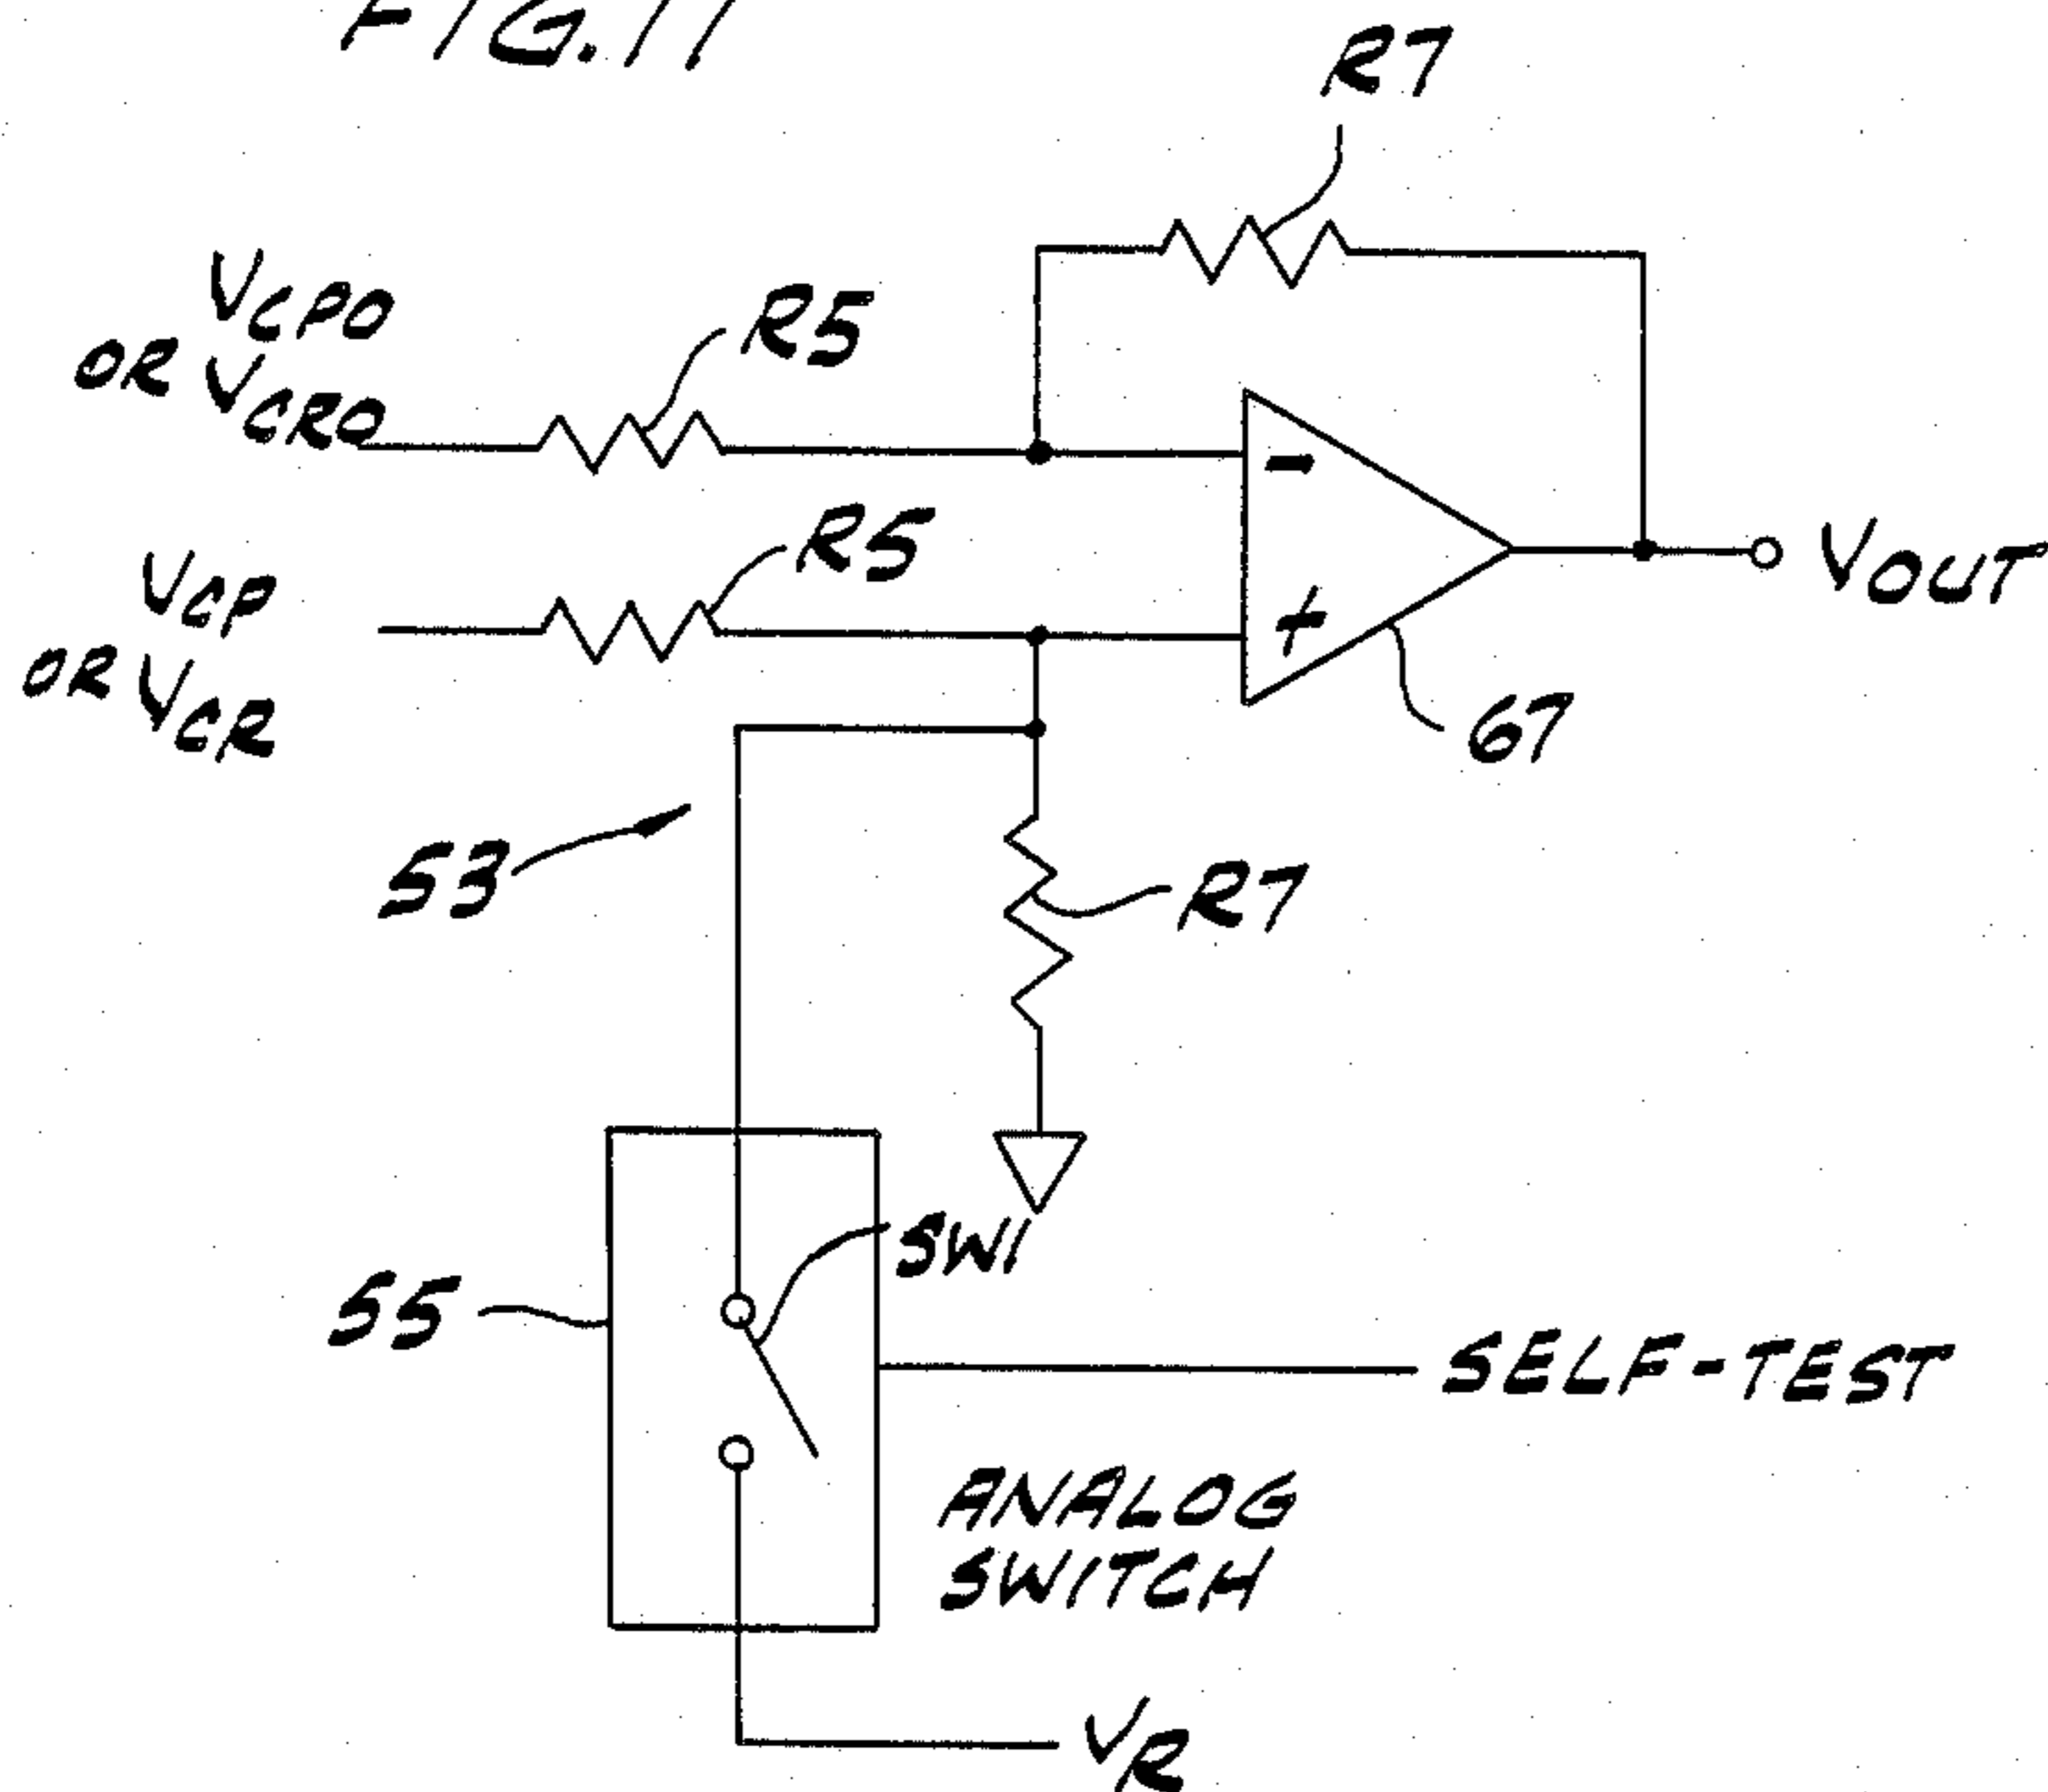 FIG. 11
R7
VCPO
OR VCRO
R5
R5
VCP
OR VCR
- 
+
VOUT
67
53
R7
SW1
55
SELF-TEST
ANALOG
SWITCH
VR